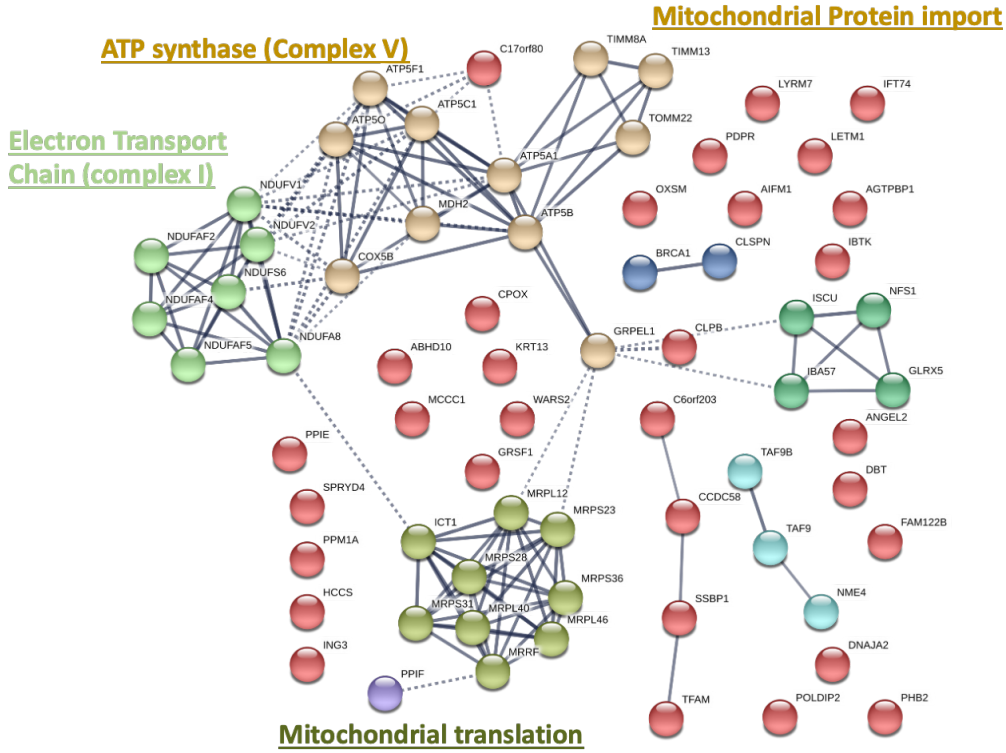 Mitochondrial Protein import
ATP synthase (Complex V)
C17orf80
TIMM8A
TIMM13
ATP5F1
LYRM7
IFT74
ATP5C1
ATP5O
TOMM22
PDPR
LETM1
Electron Transport
Chain (complex I)
ATP5A1
NDUFV1
OXSM
AIFM1
AGTPBP1
MDH2
ATP5B
NDUFV2
NDUFAF2
BRCA1
CLSPN
IBTK
COX5B
NDUFS6
NDUFAF4
CPOX
ISCU
NFS1
NDUFAF5
NDUFA8
GRPEL1
CLPB
ABHD10
KRT13
IBA57
GLRX5
MCCC1
WARS2
C6orf203
ANGEL2
PPIE
GRSF1
TAF9B
DBT
SPRYD4
MRPL12
CCDC58
MRPS23
ICT1
TAF9
FAM122B
PPM1A
MRPS28
MRPS36
HCCS
MRPS31
MRPL40
MRPL46
SSBP1
NME4
ING3
MRRF
DNAJA2
PPIF
TFAM
POLDIP2
PHB2
Mitochondrial translation